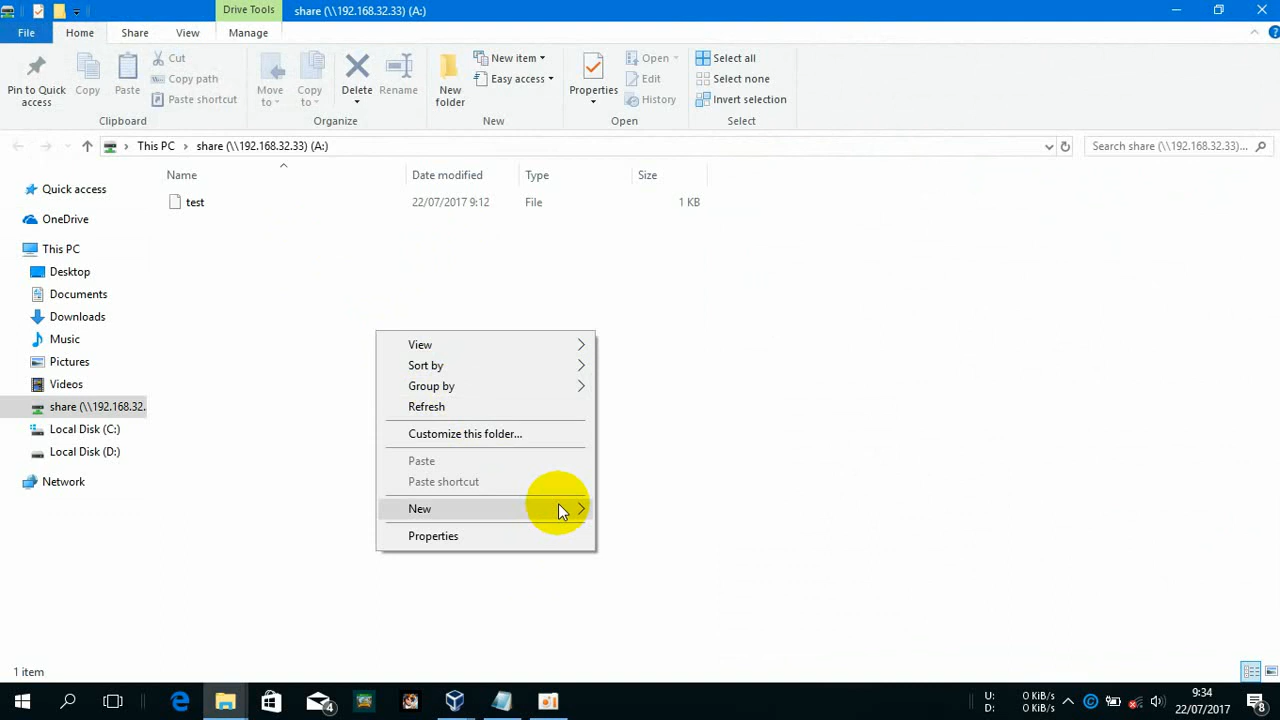 Drive Tools
share (\\192.168.32.33) (A:)
File
Home
Share
View
Manage
Pin to Quick access
Copy
Paste
Cut
Copy path
Paste shortcut
Clipboard
Move to
Copy to
Delete
Rename
Organize
New folder
New item
Easy access
New
Properties
Open
Edit
History
Open
Select all
Select none
Invert selection
Select
This PC
share (\\192.168.32.33) (A:)
Search share (\\192.168.32.33)...
Name
Date modified
Type
Size
test
22/07/2017 9:12
File
1 KB
Quick access
OneDrive
This PC
Desktop
Documents
Downloads
Music
Pictures
Videos
share (\\192.168.32.
Local Disk (C:)
Local Disk (D:)
Network
View
Sort by
Group by
Refresh
Customize this folder...
Paste
Paste shortcut
New
Properties
1 item
4
U: 0 KiB/s
D: 0 KiB/s
9:34
22/07/2017
8